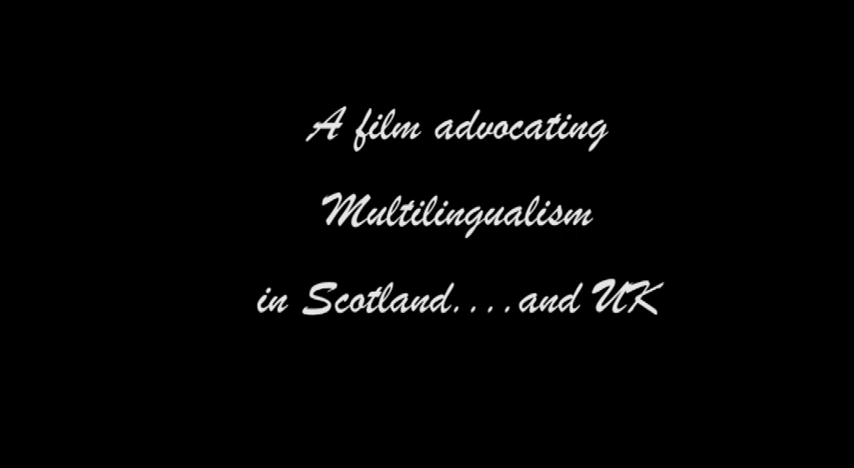 A film advocating
Multilingualism
in Scotland....and UK